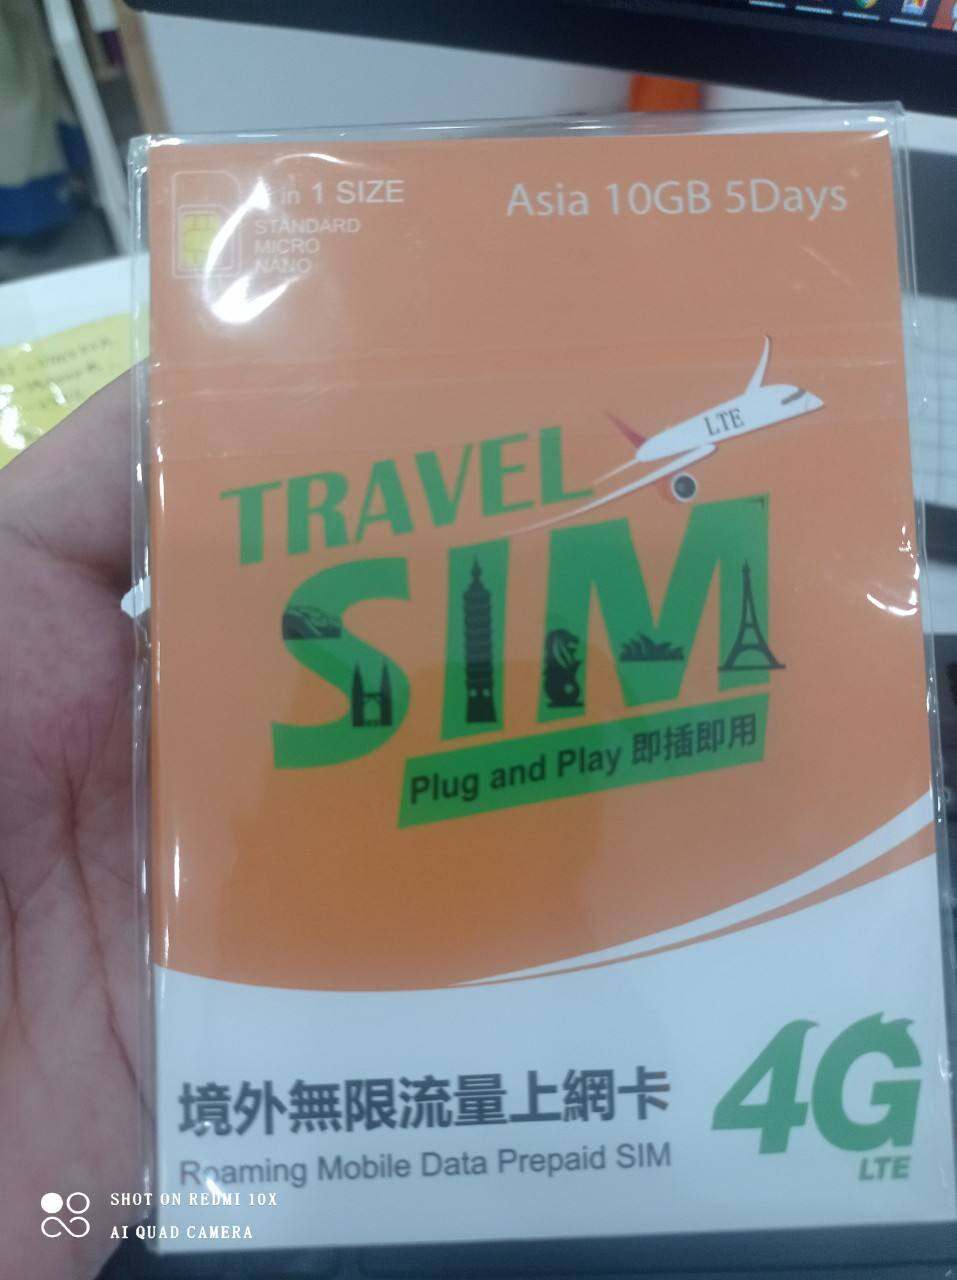 in 1 SIZE
STANDARD
MICRO
NANO
Asia 10GB 5Days
LTE
TRAVEL
SIM
Plug and Play 即插即用
境外無限流量上網卡
Roaming Mobile Data Prepaid SIM
4G
LTE
SHOT ON REDMI 10X
AI QUAD CAMERA